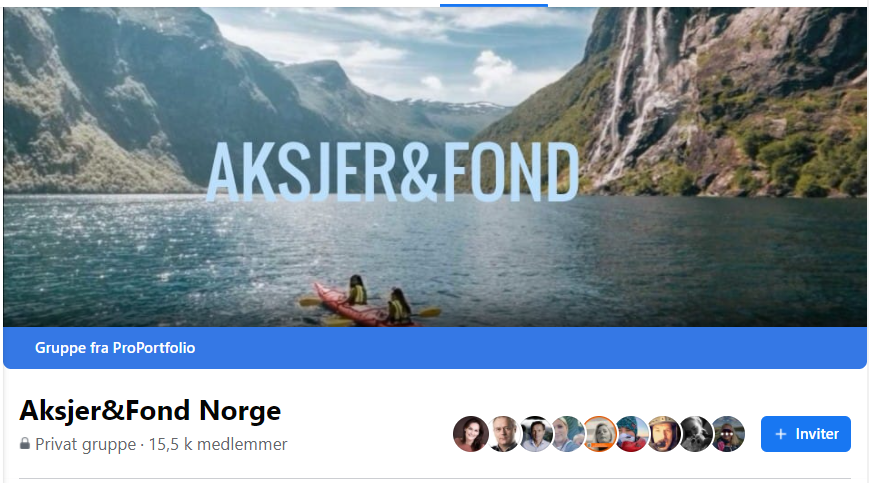 AKSJER&FOND
Gruppe fra ProPortfolio
Aksjer&Fond Norge
Privat gruppe · 15,5 k medlemmer
+ Inviter